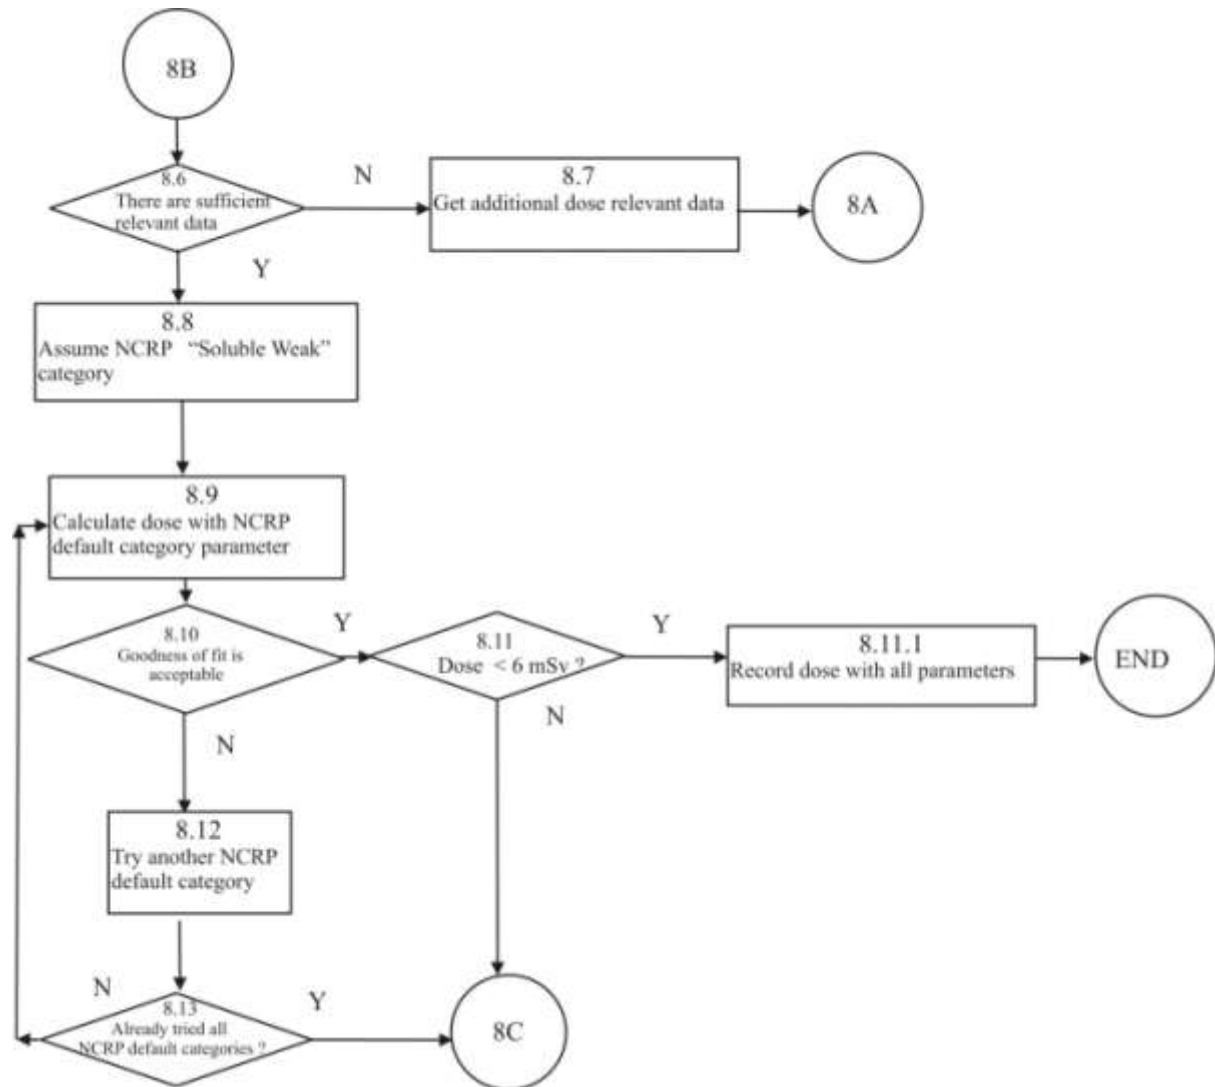 8B
8.6
There are sufficient
relevant data
N
8.7
Get additional dose relevant data
8A
Y
8.8
Assume NCRP “Soluble Weak”
category
8.9
Calculate dose with NCRP
default category parameter
8.10
Goodness of fit is
acceptable
Y
8.11
Dose < 6 mSv ?
Y
8.11.1
Record dose with all parameters
END
N
N
8.12
Try another NCRP
default category
N
8.13
Already tried all
NCRP default categories ?
Y
8C